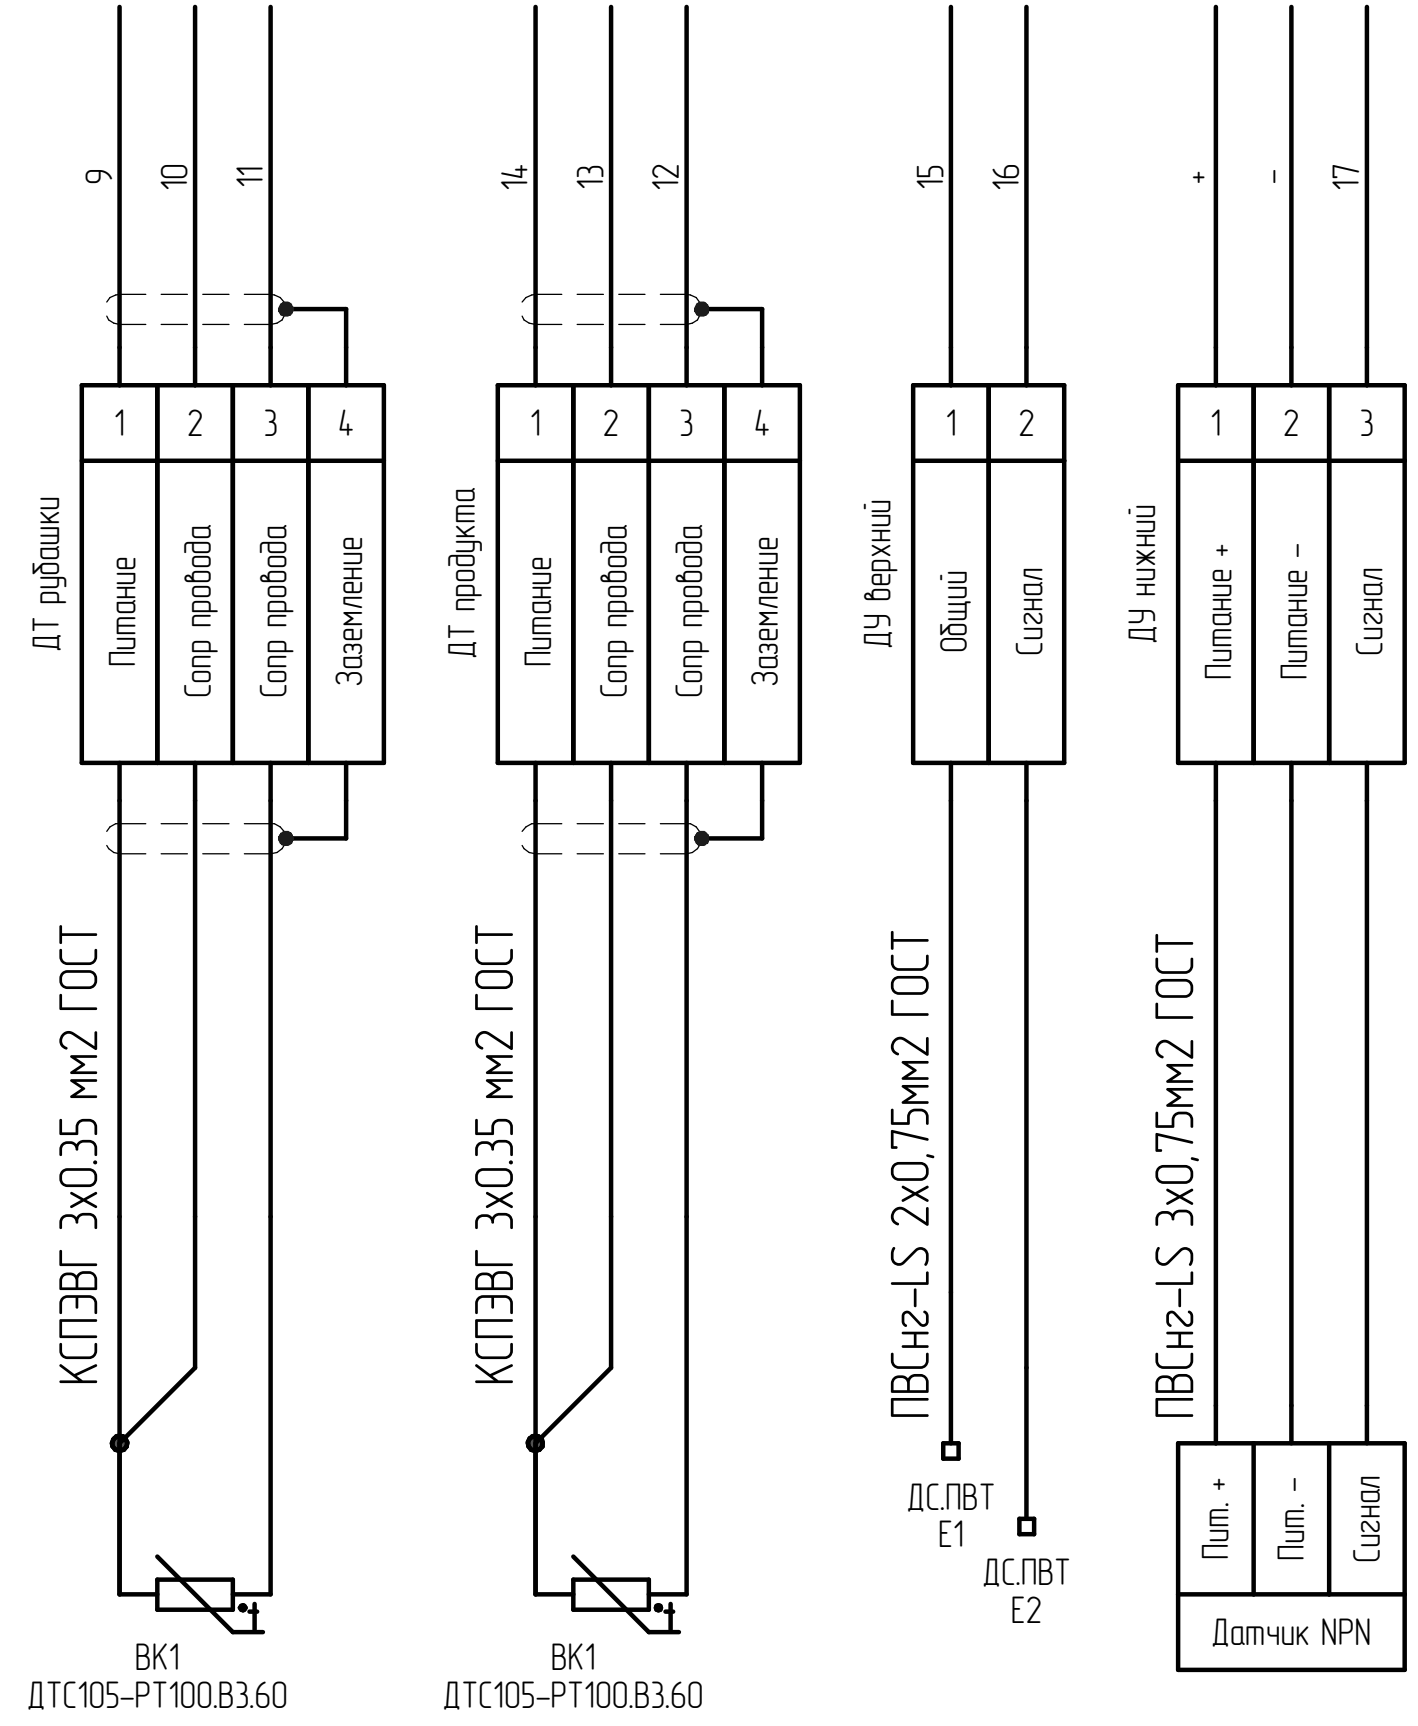 9
10
11
14
13
12
15
16
+
-
17
1
2
3
4
1
2
3
4
1
2
1
2
3
ДТ рубашки
Питание
Сопр провода
Сопр провода
Заземление
ДТ продукта
Питание
Сопр провода
Сопр провода
Заземление
ДУ верхний
Общий
Сигнал
ДУ нижний
Питание +
Питание -
Сигнал
КСПЭВГ 3х0.35 мм2 ГОСТ
КСПЭВГ 3х0.35 мм2 ГОСТ
ПВСнг-LS 2х0,75мм2 ГОСТ
ПВСнг-LS 3х0,75мм2 ГОСТ
t
ВК1
ДТС105-РТ100.В3.60
t
ВК1
ДТС105-РТ100.В3.60
ДС.ПВТ
Е1
ДС.ПВТ
Е2
Пит. +
Пит. -
Сигнал
Датчик NPN